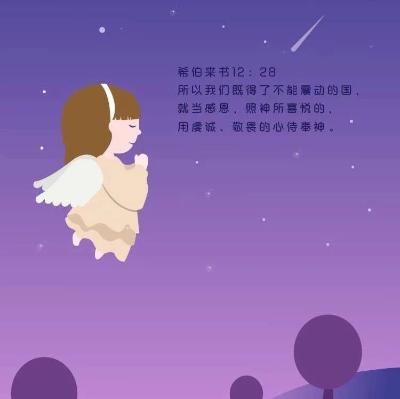 希伯来书12：28
所以我们既得了不能震动的国，
就当感恩，照神所喜悦的，
用虔诚、敬畏的心侍奉神。